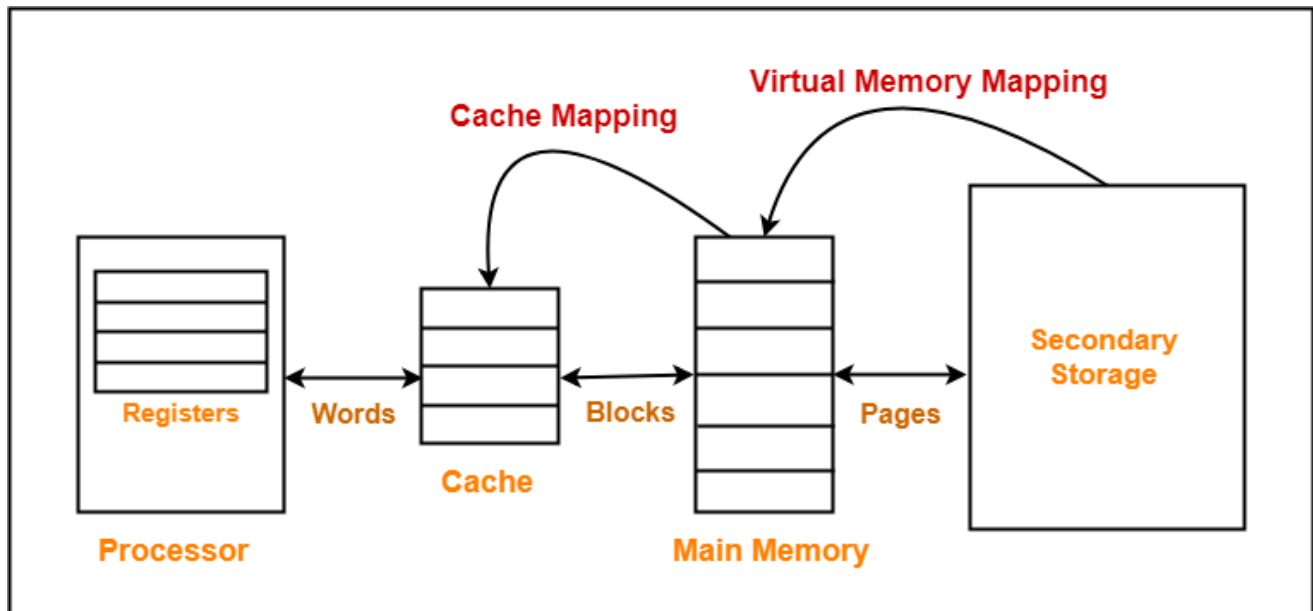 Virtual Memory Mapping
Cache Mapping
Secondary
Storage
Registers
Words
Blocks
Pages
Cache
Processor
Main Memory